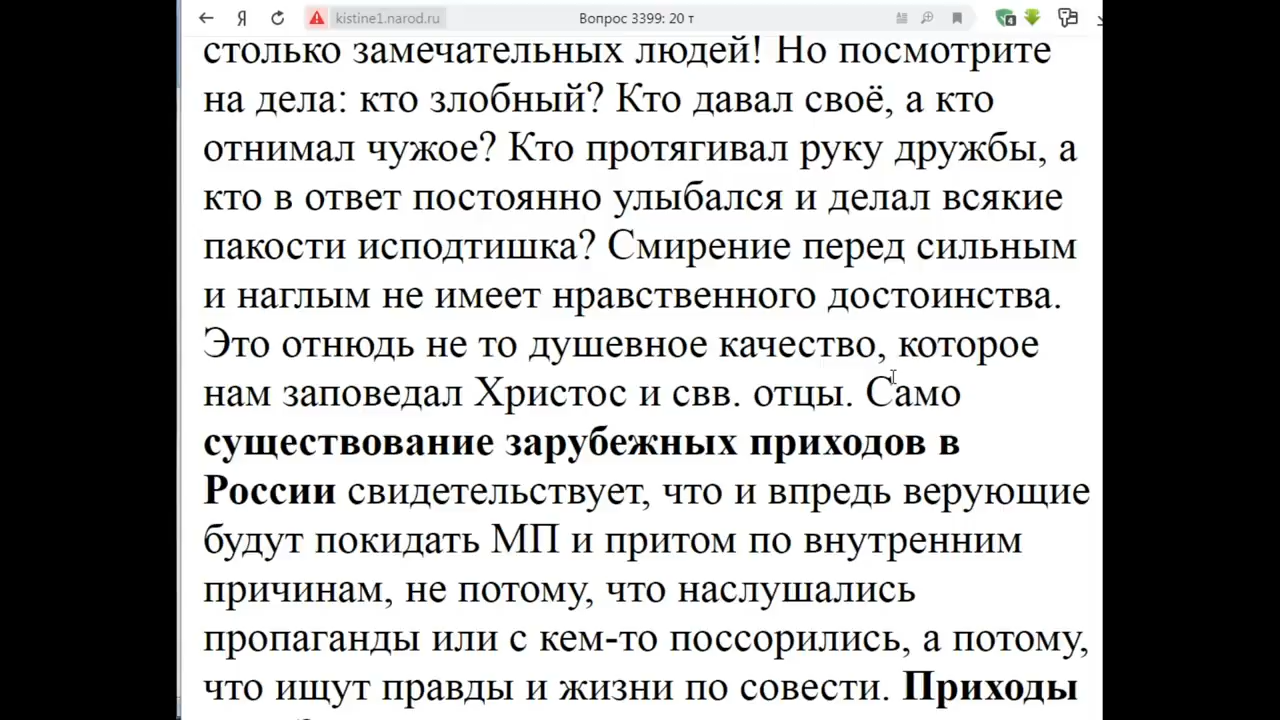 kistine1.narod.ru
Вопрос 3399: 20 т
4
столько замечательных людей! Но посмотрите
на дела: кто злобный? Кто давал своё, а кто
отнимал чужое? Кто протягивал руку дружбы, а
кто в ответ постоянно улыбался и делал всякие
пакости исподтишка? Смирение перед сильным
и наглым не имеет нравственного достоинства.
Это отнюдь не то душевное качество, которое
нам заповедал Христос и свв. отцы. Само
существование зарубежных приходов в
России свидетельствует, что и впредь верующие
будут покидать МП и притом по внутренним
причинам, не потому, что наслушались
пропаганды или с кем-то поссорились, а потому,
что ищут правды и жизни по совести. Приходы